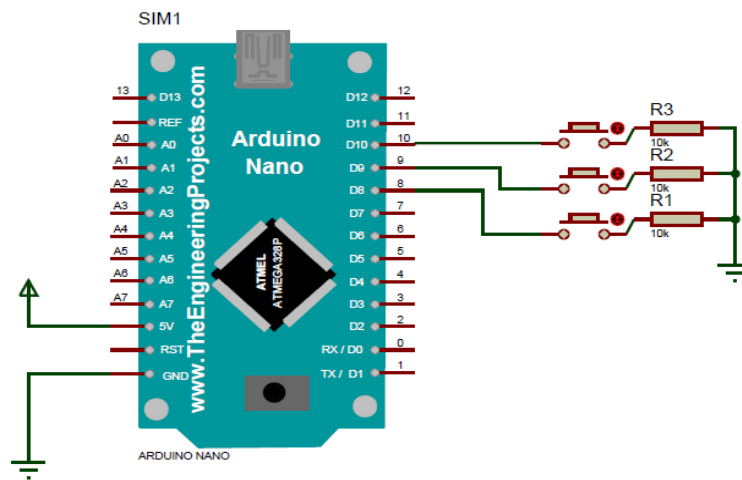 SIM1
www.TheEngineeringProjects.com
Arduino
Nano
ATMEL
ATMEGA328P
13 D13
REF
A0 A0
A1 A1
A2 A2
A3 A3
A4 A4
A5 A5
A6 A6
A7 A7
5V
RST
GND
D12 12
D11 11
D10 10
D9 9
D8 8
D7 7
D6 6
D5 5
D4 4
D3 3
D2 2
RX / D0 0
TX / D1 1
ARDUINO NANO
R3
10k
R2
10k
R1
10k